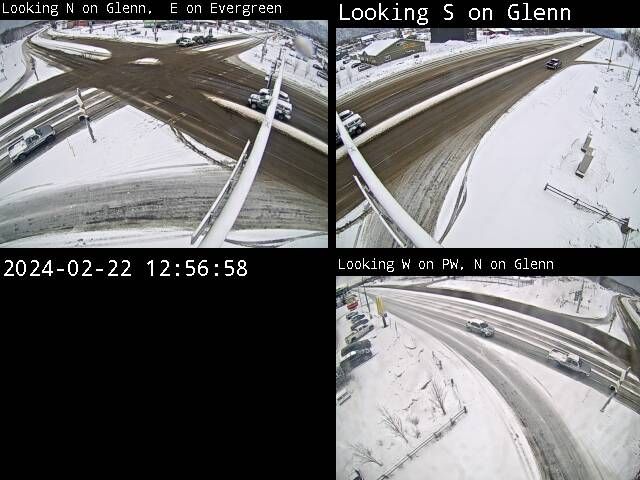 Looking N on Glenn,  E on Evergreen
Looking S on Glenn
2024-02-22 12:56:58
Looking W on PW, N on Glenn